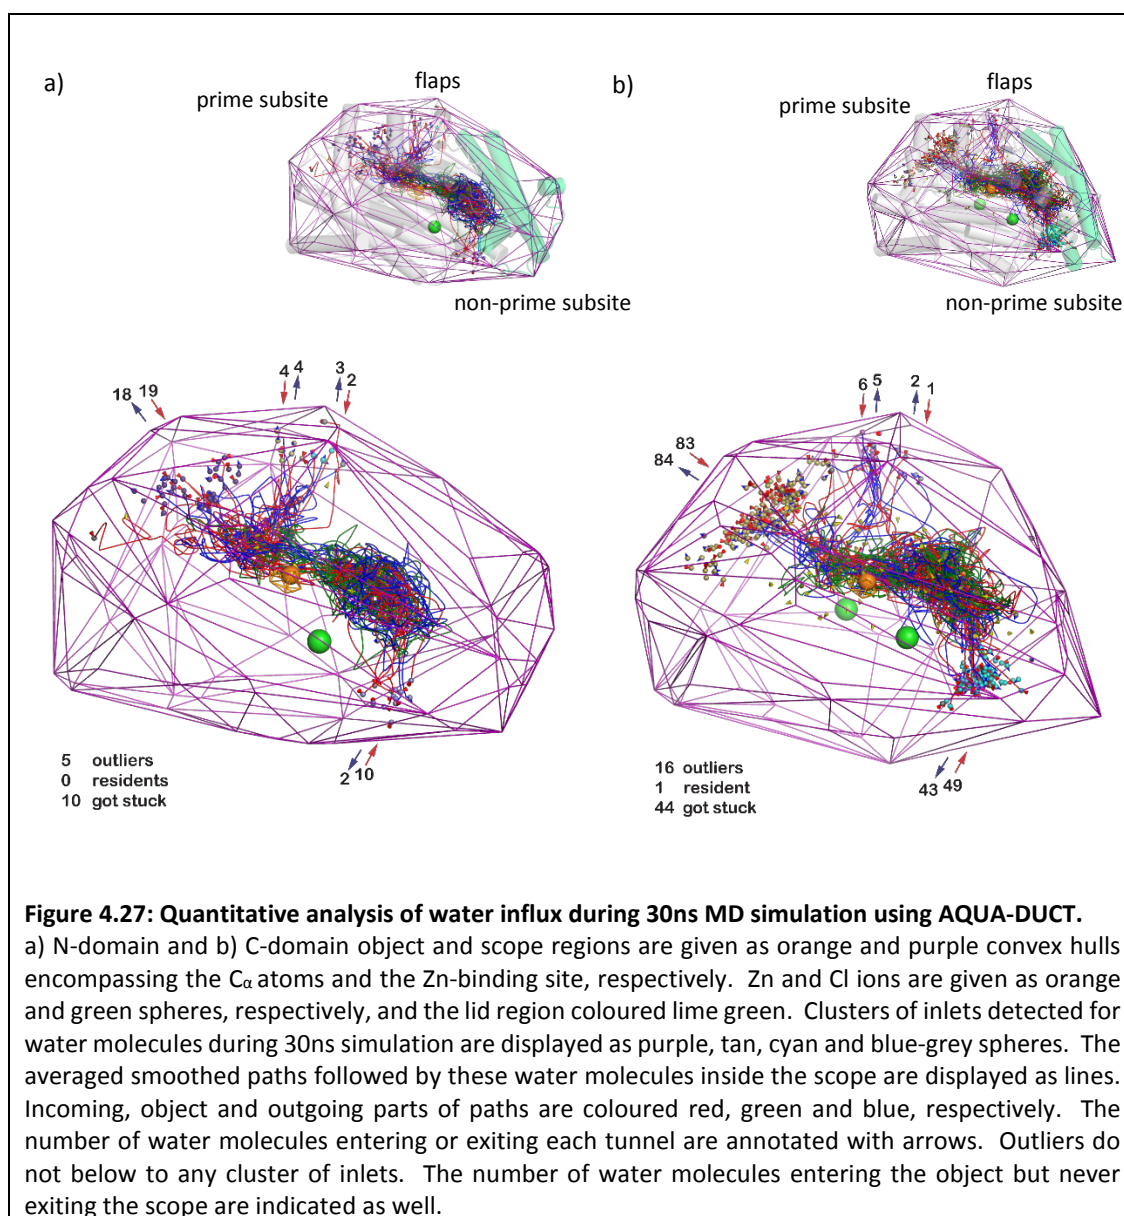 a)
flaps
prime subsite
non-prime subsite
b)
flaps
prime subsite
non-prime subsite
18 19 4 4 3 2
5 outliers
0 residents
10 got stuck
2 10
6 5 2 1
83
84
16 outliers
1 resident
44 got stuck
43 49
Figure 4.27: Quantitative analysis of water influx during 30ns MD simulation using AQUA-DUCT.
a) N-domain and b) C-domain object and scope regions are given as orange and purple convex hulls
encompassing the Cα atoms and the Zn-binding site, respectively. Zn and Cl ions are given as orange
and green spheres, respectively, and the lid region coloured lime green. Clusters of inlets detected for
water molecules during 30ns simulation are displayed as purple, tan, cyan and blue-grey spheres. The
averaged smoothed paths followed by these water molecules inside the scope are displayed as lines.
Incoming, object and outgoing parts of paths are coloured red, green and blue, respectively. The
number of water molecules entering or exiting each tunnel are annotated with arrows. Outliers do
not below to any cluster of inlets. The number of water molecules entering the object but never
exiting the scope are indicated as well.